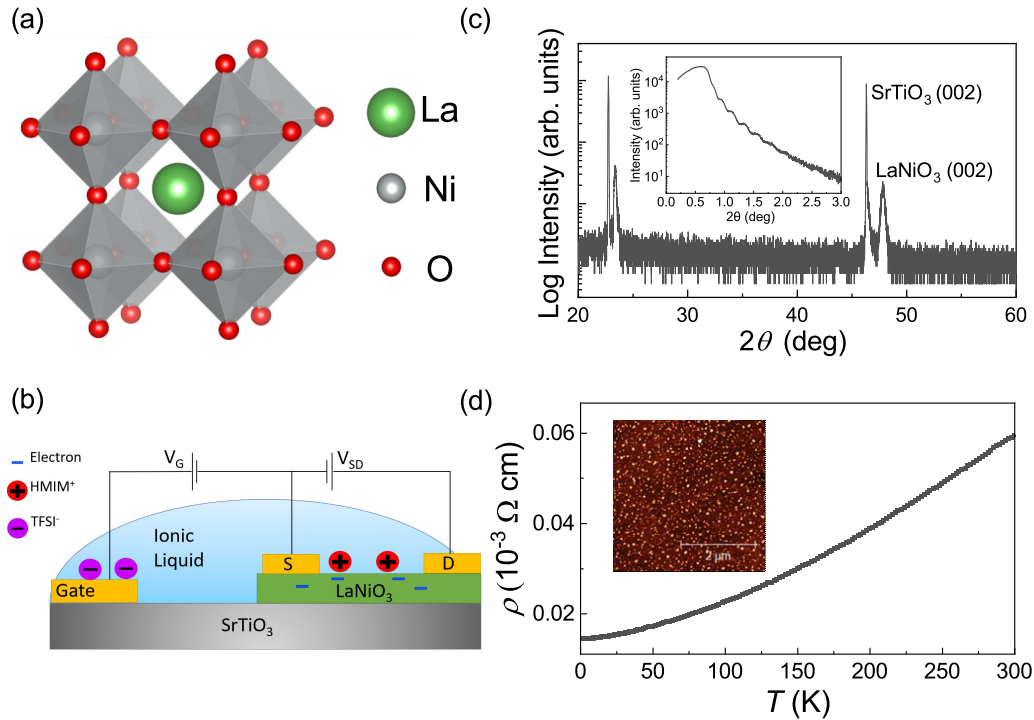 (a)
La
Ni
O
(b)
Electron
HMIM⁺
TFSI⁻
V_G
V_SD
Ionic
Liquid
+ +
- -
S
D
Gate
LaNiO₃
SrTiO₃
(c)
Log Intensity (arb. units)
SrTiO₃ (002)
LaNiO₃ (002)
20 30 40 50 60
2θ (deg)
Intensity (arb. units)
10⁴
10³
10²
10¹
0.0 0.5 1.0 1.5 2.0 2.5 3.0
2θ (deg)
(d)
ρ (10⁻³ Ω cm)
0.06
0.04
0.02
2 μm
0 50 100 150 200 250 300
T (K)